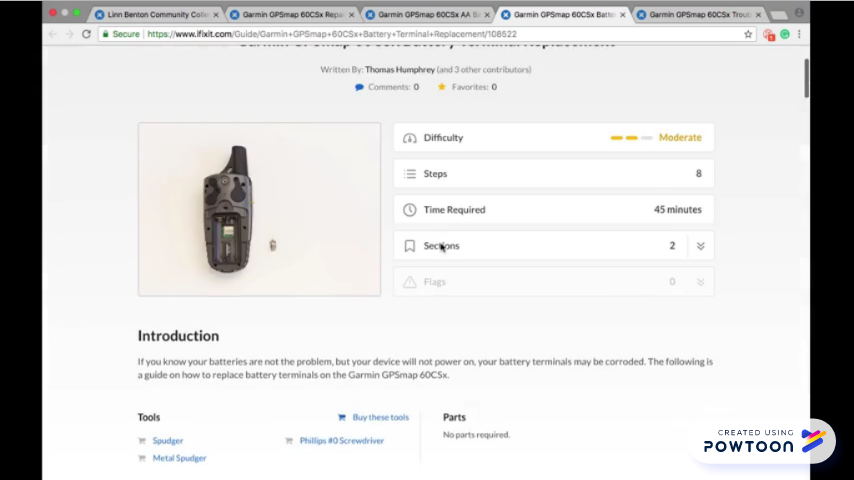 Linn Benton Community Colle
Garmin GPSmap 60CSx Repai
Garmin GPSmap 60CSx AA Ba
Garmin GPSmap 60CSx Batte
Garmin GPSmap 60CSx Troub
Secure
https://www.ifixit.com/Guide/Garmin+GPSmap+60CSx+Battery+Terminal+Replacement/108522
Garmin GPSmap 60CSx Battery Terminal Replacement
Written By: Thomas Humphrey (and 3 other contributors)
Comments: 0 Favorites: 0
Difficulty Moderate
Steps 8
Time Required 45 minutes
Sections 2
Flags 0
Introduction
If you know your batteries are not the problem, but your device will not power on, your battery terminals may be corroded. The following is
a guide on how to replace battery terminals on the Garmin GPSmap 60CSx.
Tools Buy these tools Parts
Spudger Phillips #0 Screwdriver No parts required.
Metal Spudger
CREATED USING
POWTOON